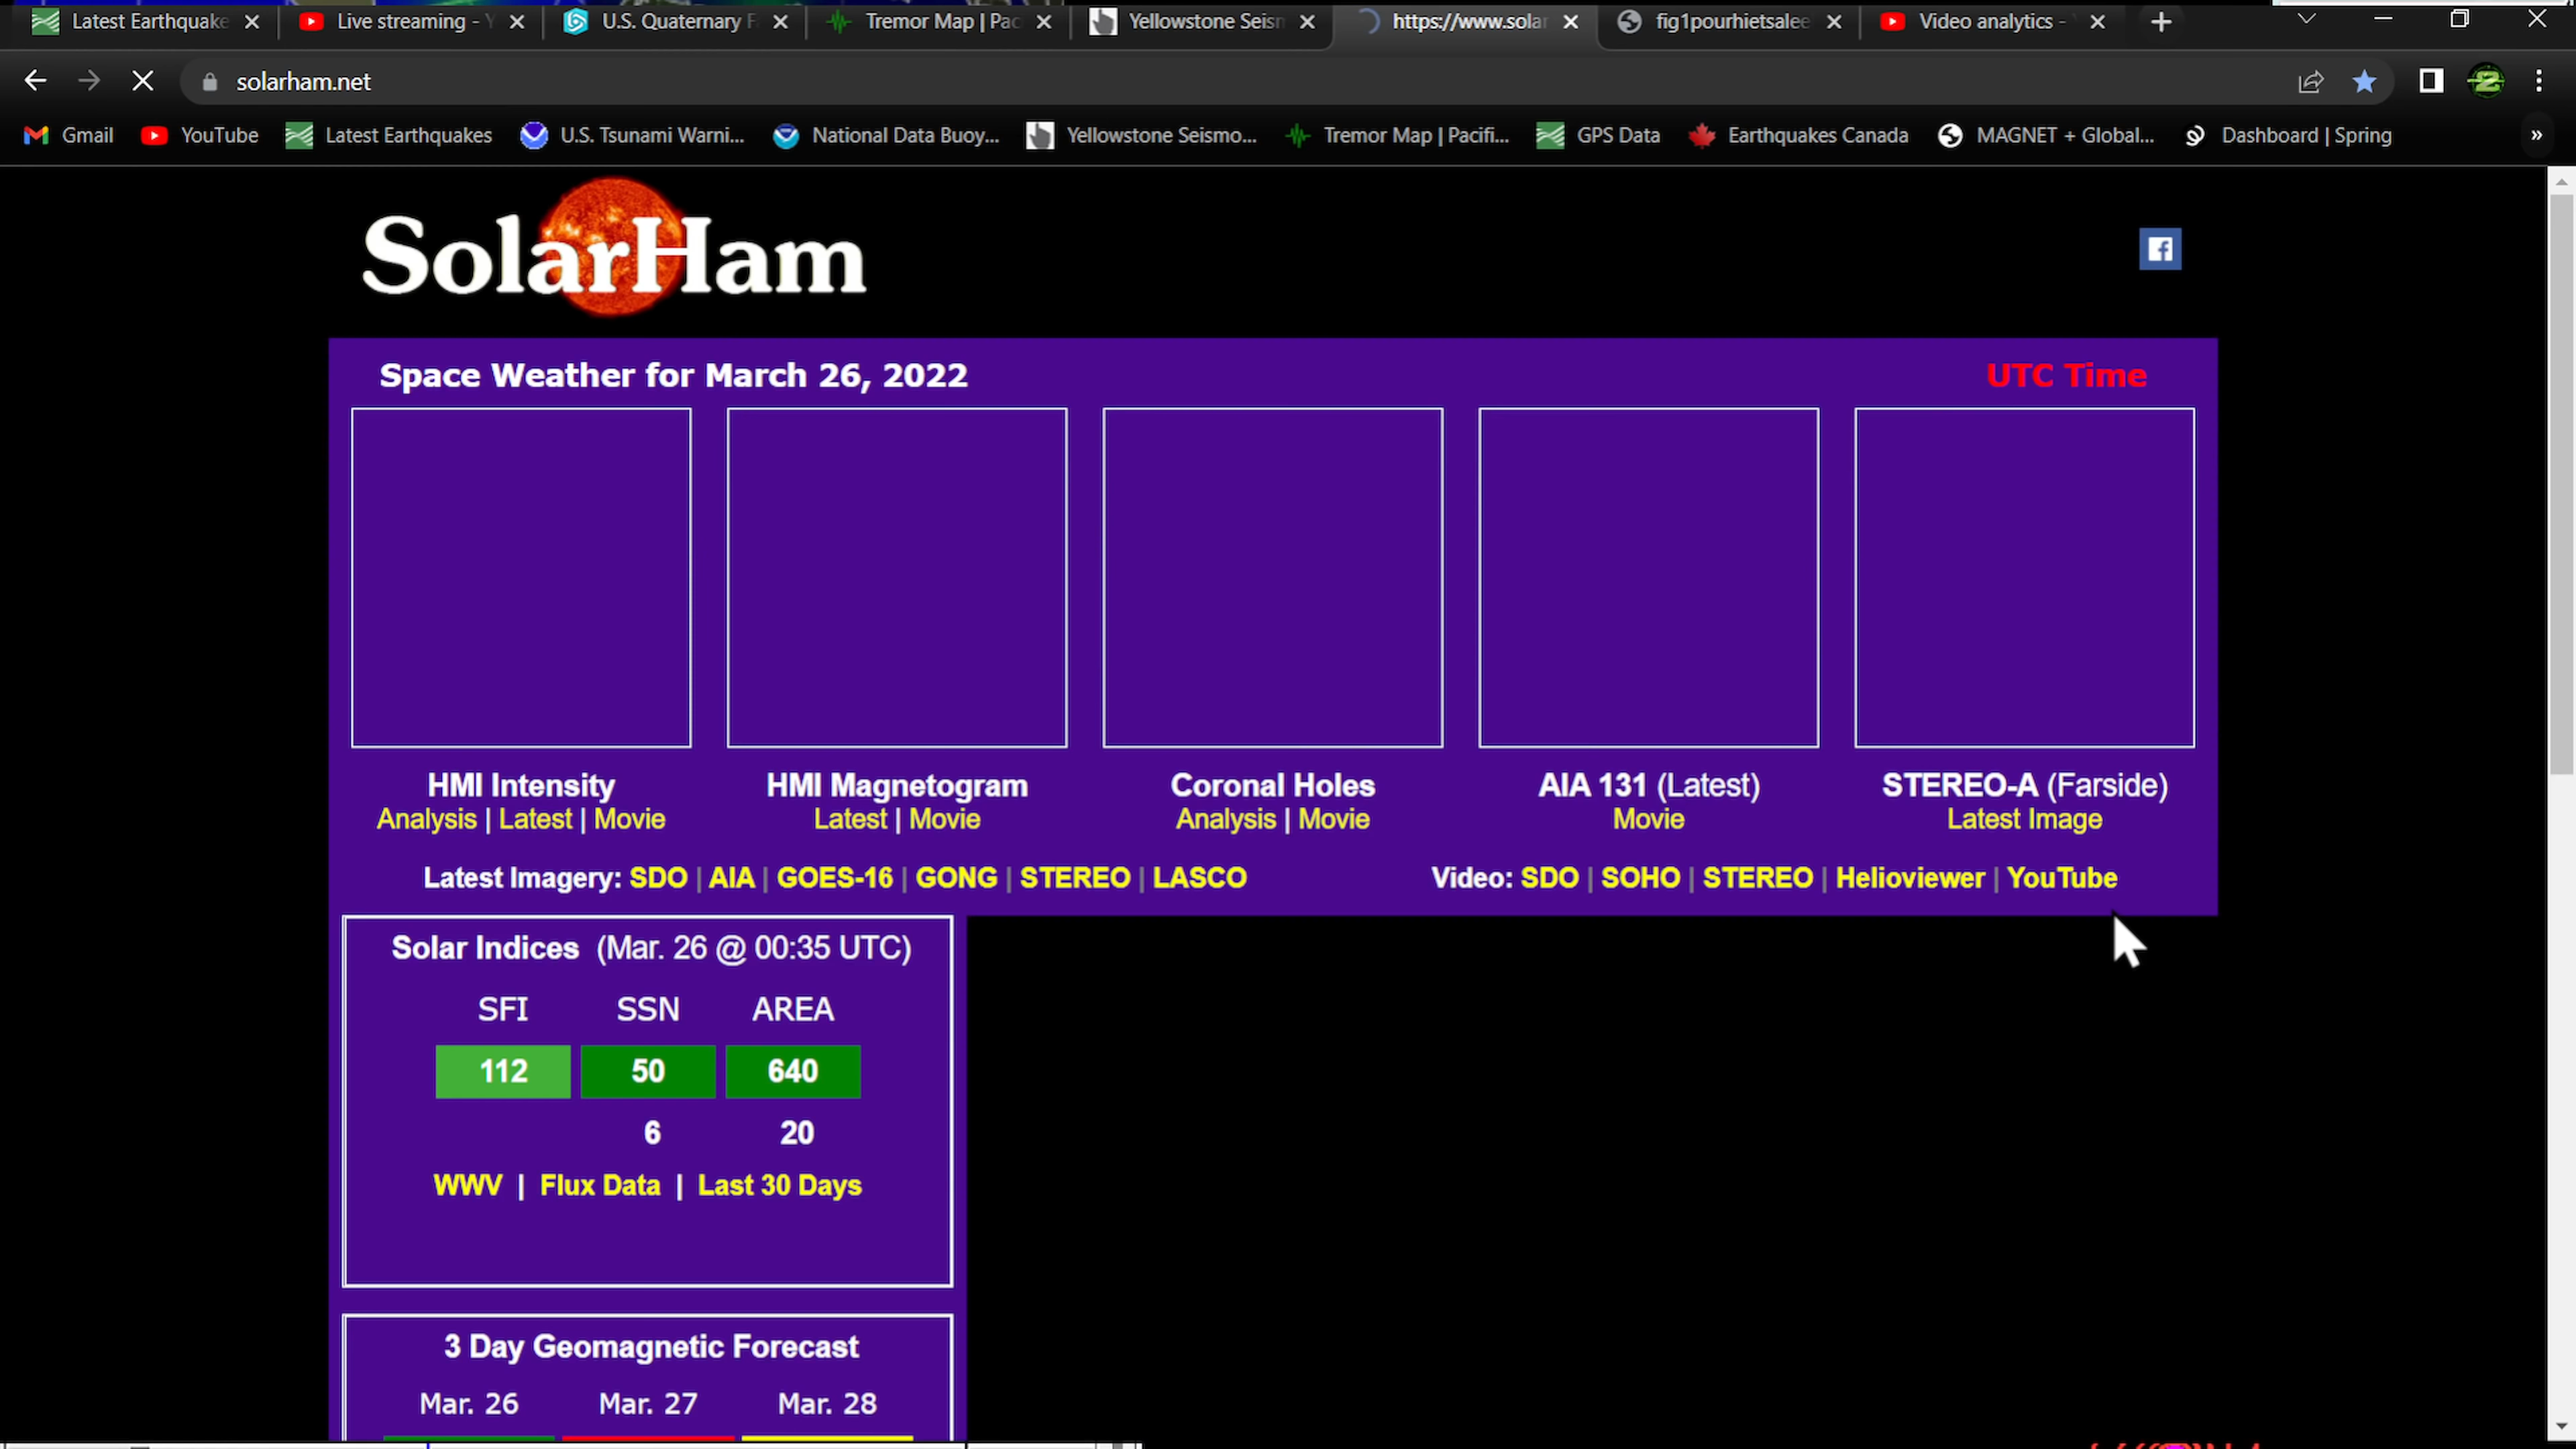 Latest Earthquake
Live streaming - Y
U.S. Quaternary F
Tremor Map | Pac
Yellowstone Seism
https://www.solar
fig1pourhietsalee
Video analytics -
solarham.net
Gmail
YouTube
Latest Earthquakes
U.S. Tsunami Warni...
National Data Buoy...
Yellowstone Seismo...
Tremor Map | Pacifi...
GPS Data
Earthquakes Canada
MAGNET + Global...
Dashboard | Spring
»
SolarHam
Space Weather for March 26, 2022
UTC Time
HMI Intensity
Analysis | Latest | Movie
HMI Magnetogram
Latest | Movie
Coronal Holes
Analysis | Movie
AIA 131 (Latest)
Movie
STEREO-A (Farside)
Latest Image
Latest Imagery: SDO | AIA | GOES-16 | GONG | STEREO | LASCO
Video: SDO | SOHO | STEREO | Helioviewer | YouTube
Solar Indices (Mar. 26 @ 00:35 UTC)
SFI SSN AREA
112 50 640
6 20
WWV | Flux Data | Last 30 Days
3 Day Geomagnetic Forecast
Mar. 26 Mar. 27 Mar. 28